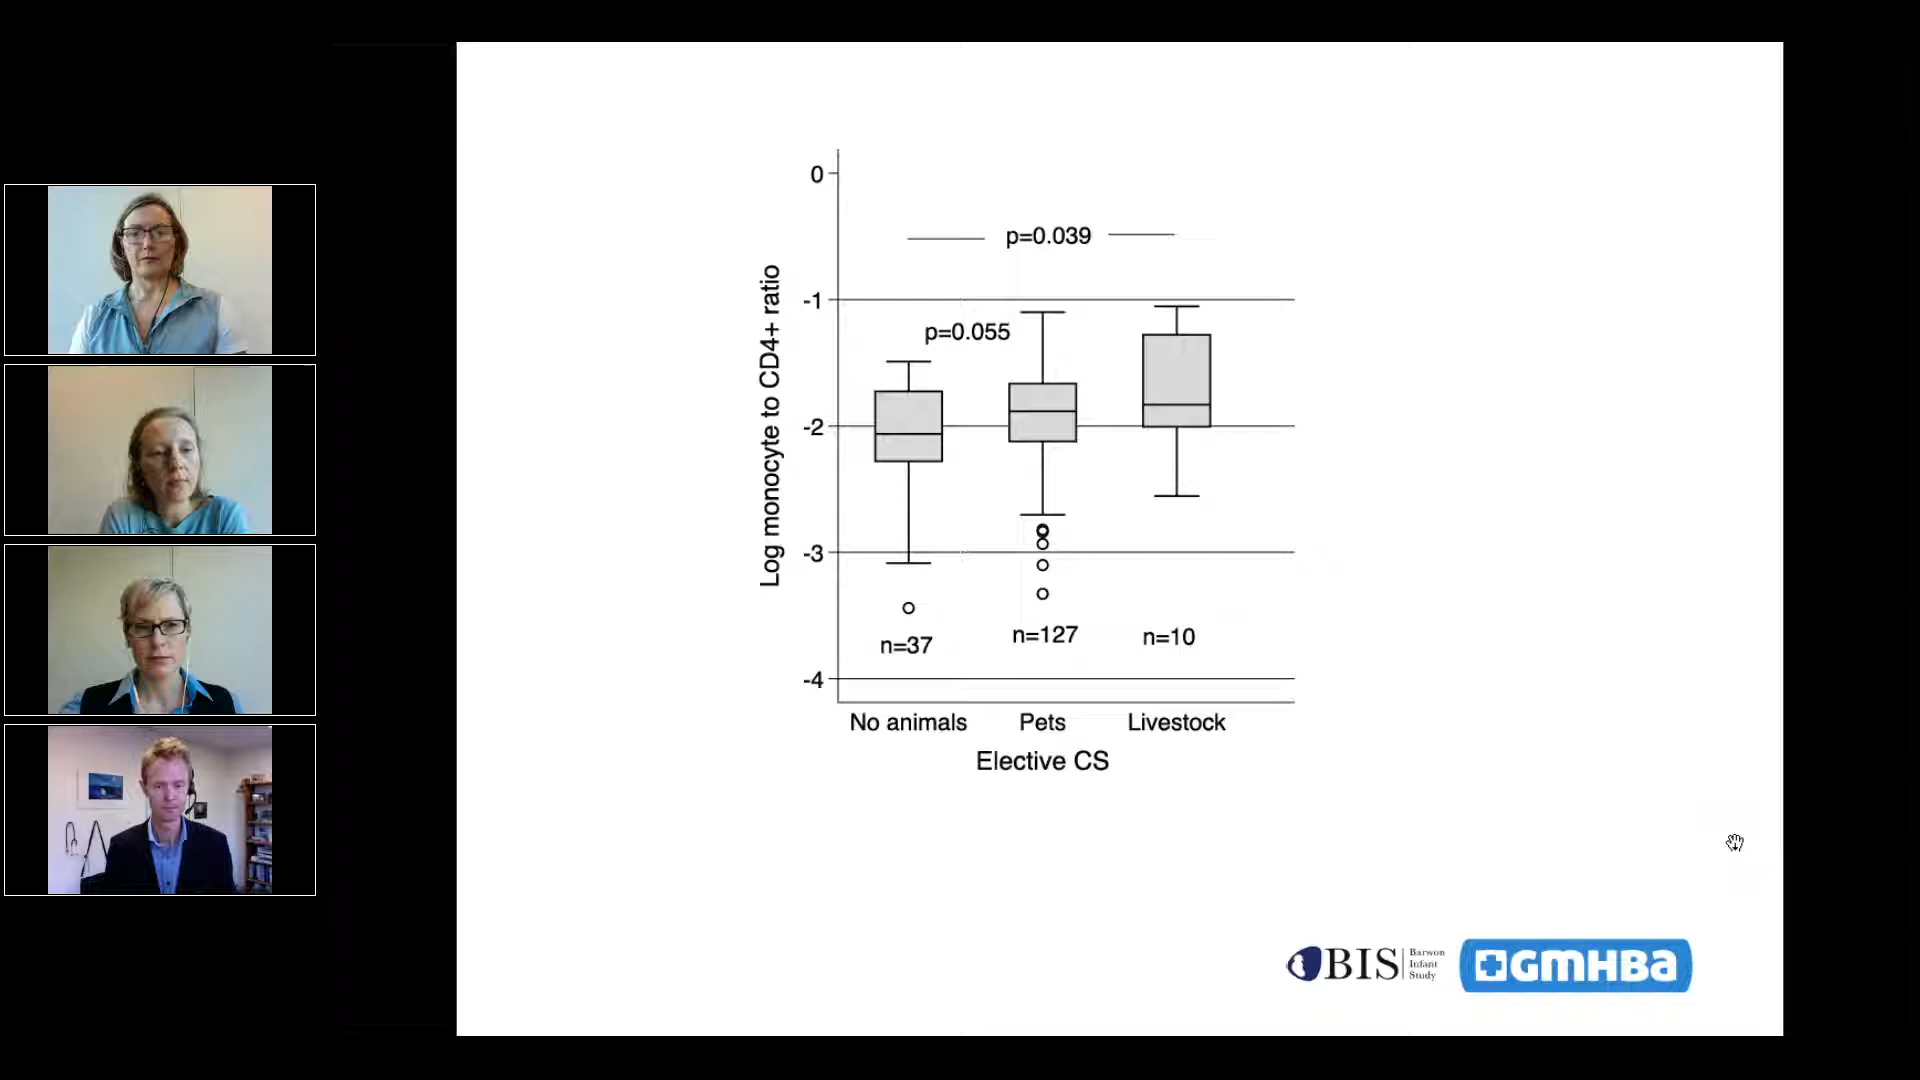 0
p=0.039
-1
p=0.055
Log monocyte to CD4+ ratio
-2
-3
n=37
n=127
n=10
-4
No animals
Pets
Livestock
Elective CS
BIS
Barwon
Infant
Study
GMHBA